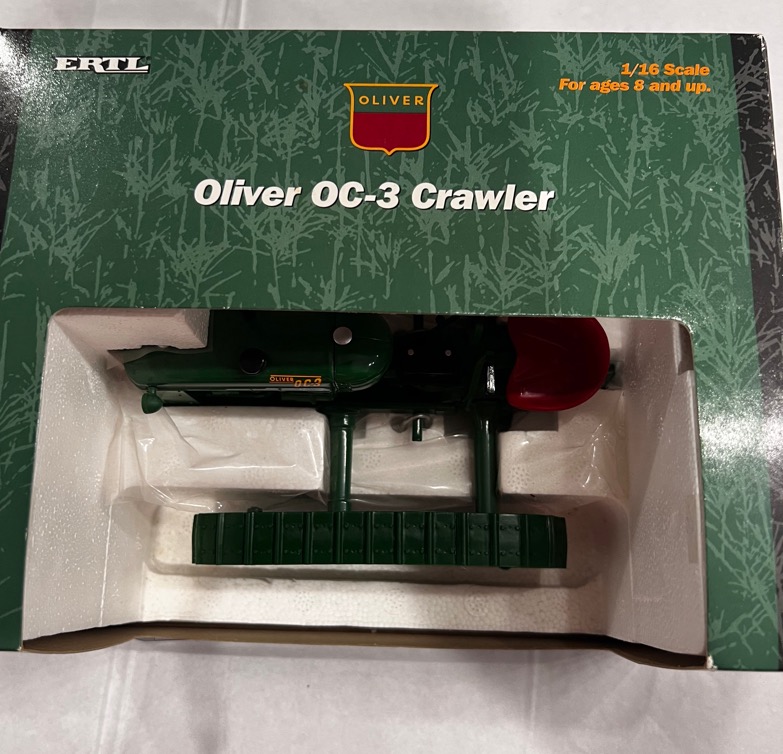 ERTL
1/16 Scale
For ages 8 and up.
OLIVER
Oliver OC-3 Crawler
OLIVER
OC-3